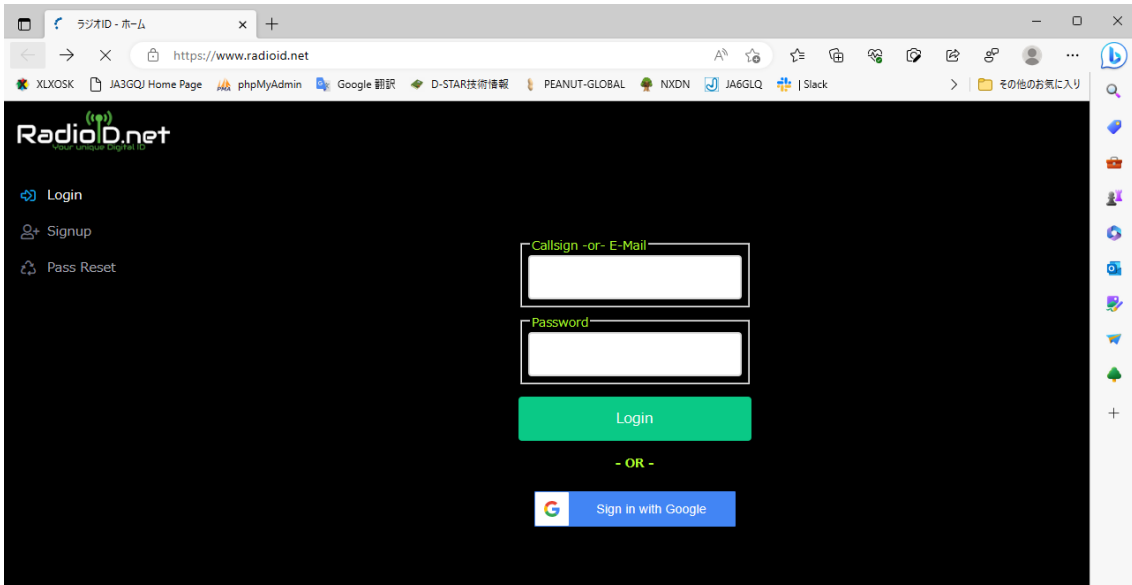 ラジオID - ホーム
https://www.radioid.net
XLXOSK JA3GQJ Home Page phpMyAdmin Google 翻訳 D-STAR技術情報 PEANUT-GLOBAL NXDN JA6GLQ | Slack その他のお気に入り
RadioID.net
Your unique Digital ID
Login
Signup
Pass Reset
Callsign -or- E-Mail
Password
Login
- OR -
Sign in with Google